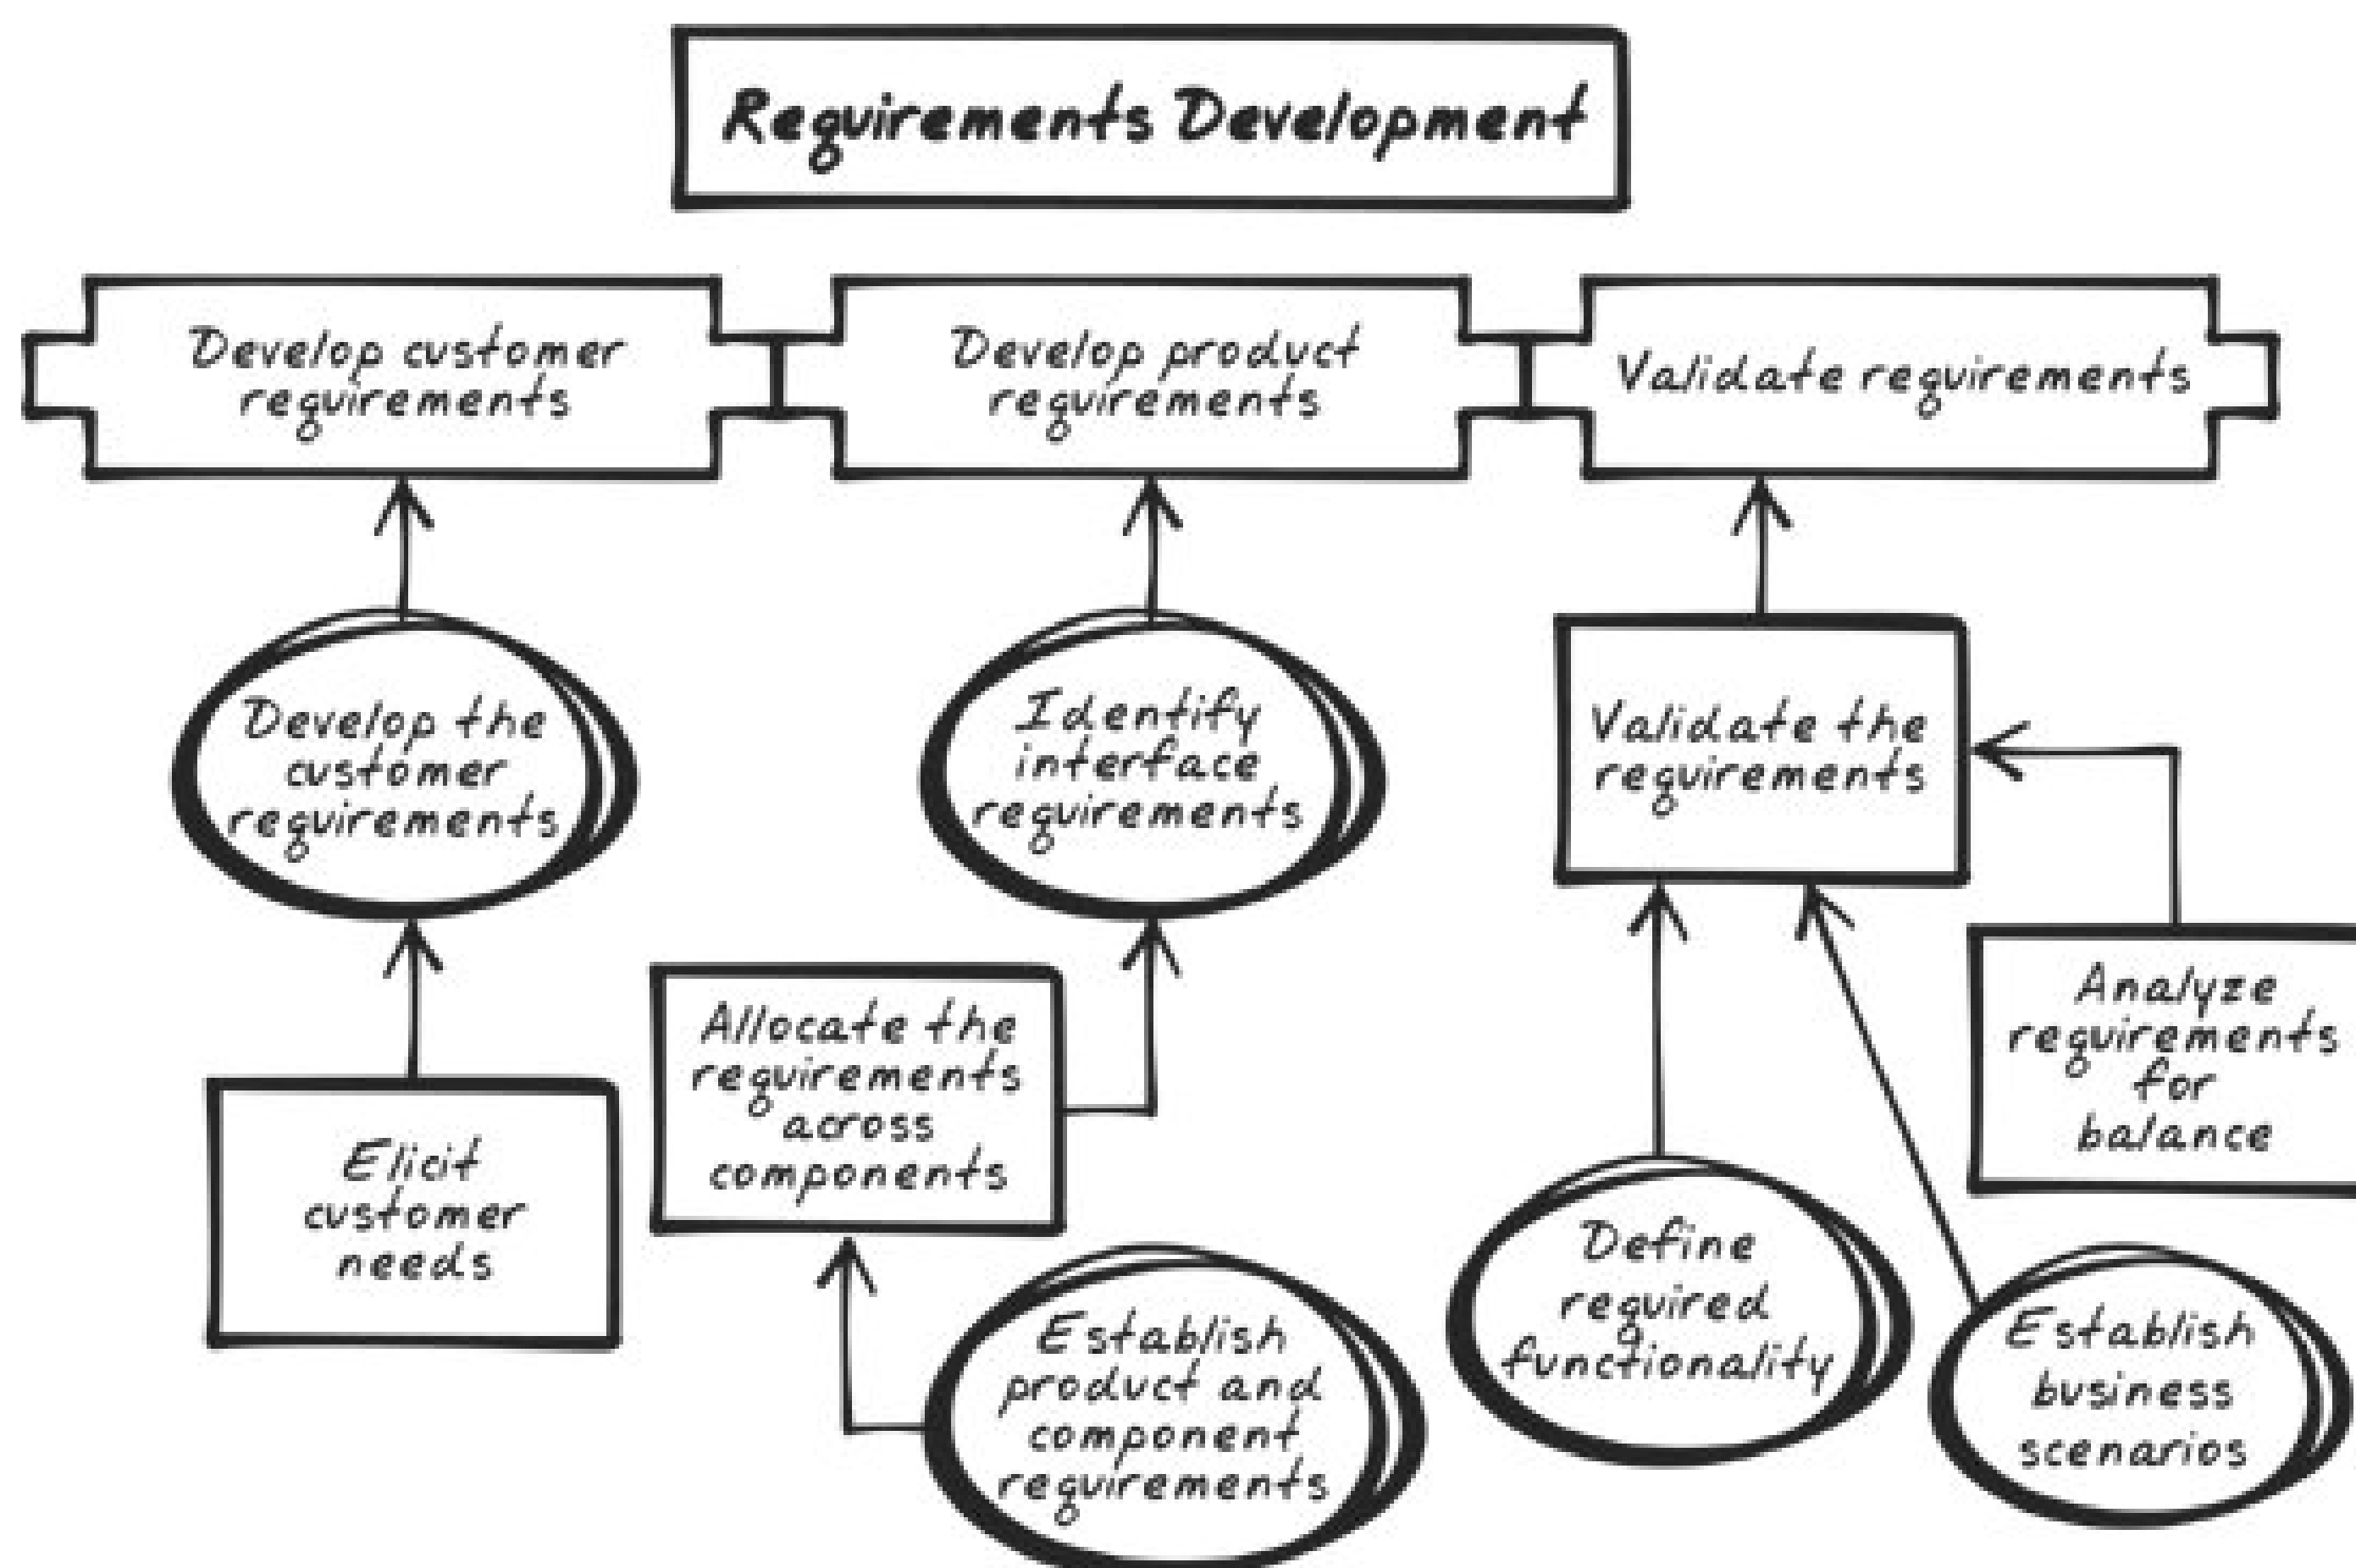 Requirements Development
Develop customer
requirements
Develop product
requirements
Validate requirements
Develop the
customer
requirements
Identify
interface
requirements
Validate the
requirements
Elicit
customer
needs
Allocate the
requirements
across
components
Analyze
requirements
for
balance
Establish
product and
component
requirements
Define
required
functionality
Establish
business
scenarios